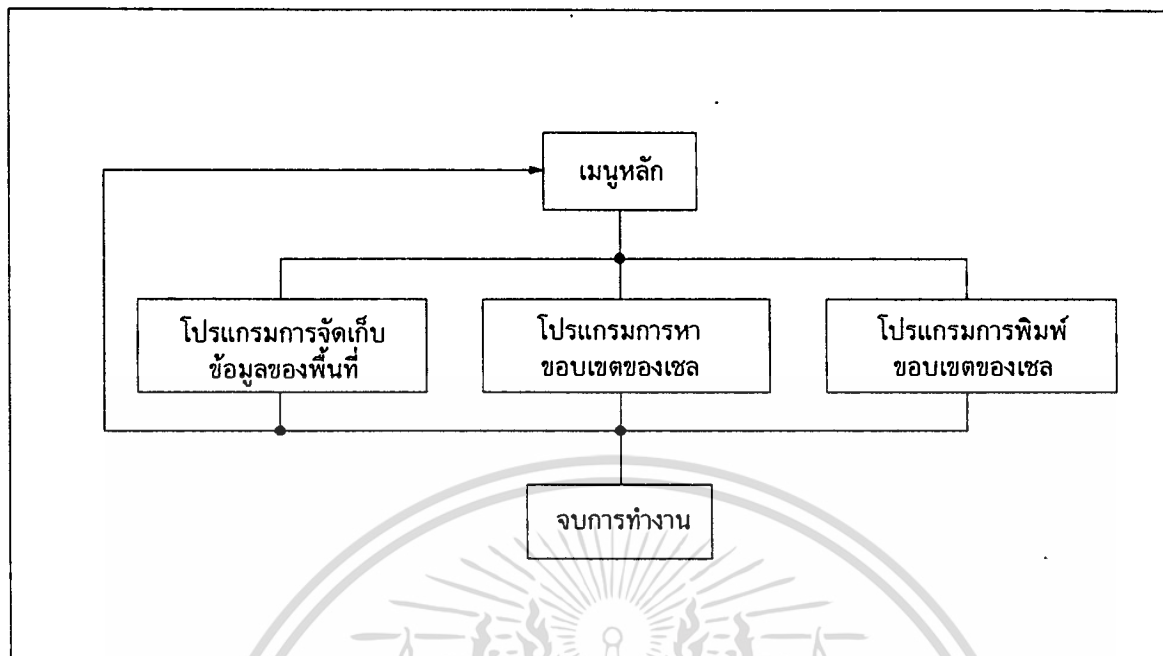 เมนูหลัก
โปรแกรมการจัดเก็บ
ข้อมูลของพื้นที่
โปรแกรมการหา
ขอบเขตของเซล
โปรแกรมการพิมพ์
ขอบเขตของเซล
จบการทำงาน